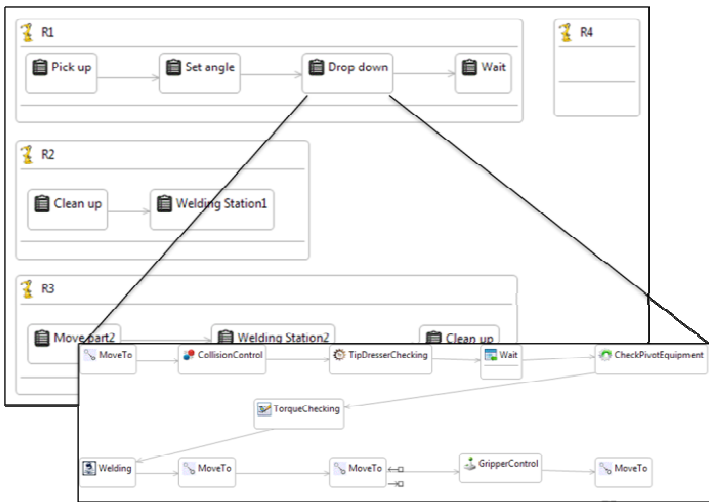 R1
R4
Pick up
Set angle
Drop down
Wait
R2
Clean up
Welding Station1
R3
Move part2
Welding Station2
Clean up
MoveTo
CollisionControl
TipDresserChecking
Wait
CheckPivotEquipment
TorqueChecking
Welding
MoveTo
MoveTo
GripperControl
MoveTo